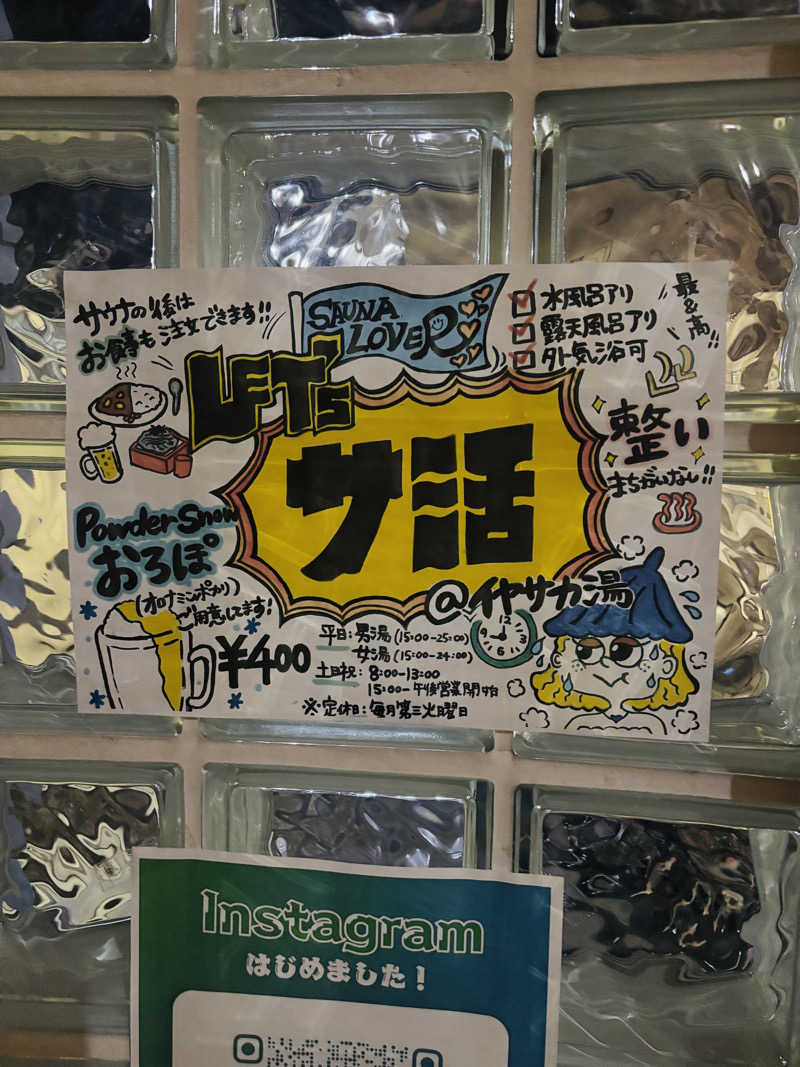 サウナの後は
お食事も注文できます!!
SAUNA
LOVER
水風呂アリ
露天風呂アリ
外気浴可
最&高!!
LET's
サ活
@イヤサカ湯
整い
まちがいなし!!
Powder Snow
おろぽ
(オロナミンポカリ)
ご用意してます!
¥400
平日:男湯(15:00-25:00)
女湯(15:00-24:00)
土日祝:8:00-13:00
15:00-午後営業開始
※定休日:毎月第三火曜日
12
3
6
9
Instagram
はじめました!